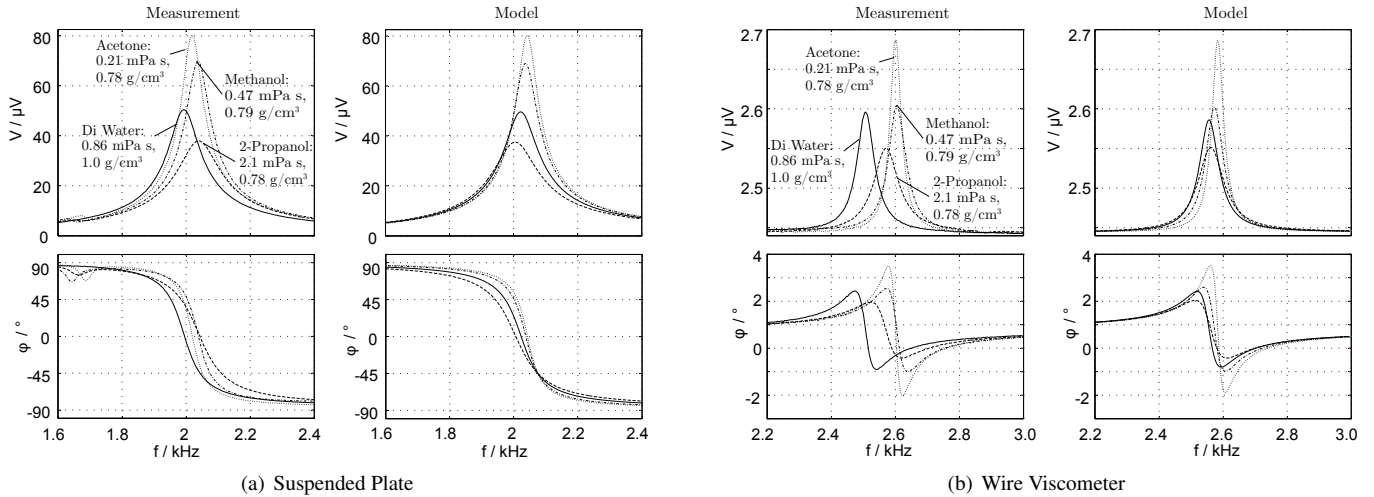 Measurement
Model
80
60
40
20
0
V / µV
Acetone:
0.21 mPa s,
0.78 g/cm³
Methanol:
0.47 mPa s,
0.79 g/cm³
Di Water:
0.86 mPa s,
1.0 g/cm³
2-Propanol:
2.1 mPa s,
0.78 g/cm³
80
60
40
20
0
V / µV
90
45
0
-45
-90
φ / °
1.6 1.8 2 2.2 2.4
f / kHz
90
45
0
-45
-90
φ / °
1.6 1.8 2 2.2 2.4
f / kHz
(a) Suspended Plate
Measurement
Model
2.7
2.6
2.5
V / µV
Acetone:
0.21 mPa s,
0.78 g/cm³
Methanol:
0.47 mPa s,
0.79 g/cm³
Di Water:
0.86 mPa s,
1.0 g/cm³
2-Propanol:
2.1 mPa s,
0.78 g/cm³
2.7
2.6
2.5
V / µV
4
2
0
-2
φ / °
2.2 2.4 2.6 2.8 3.0
f / kHz
4
2
0
-2
φ / °
2.2 2.4 2.6 2.8 3.0
f / kHz
(b) Wire Viscometer